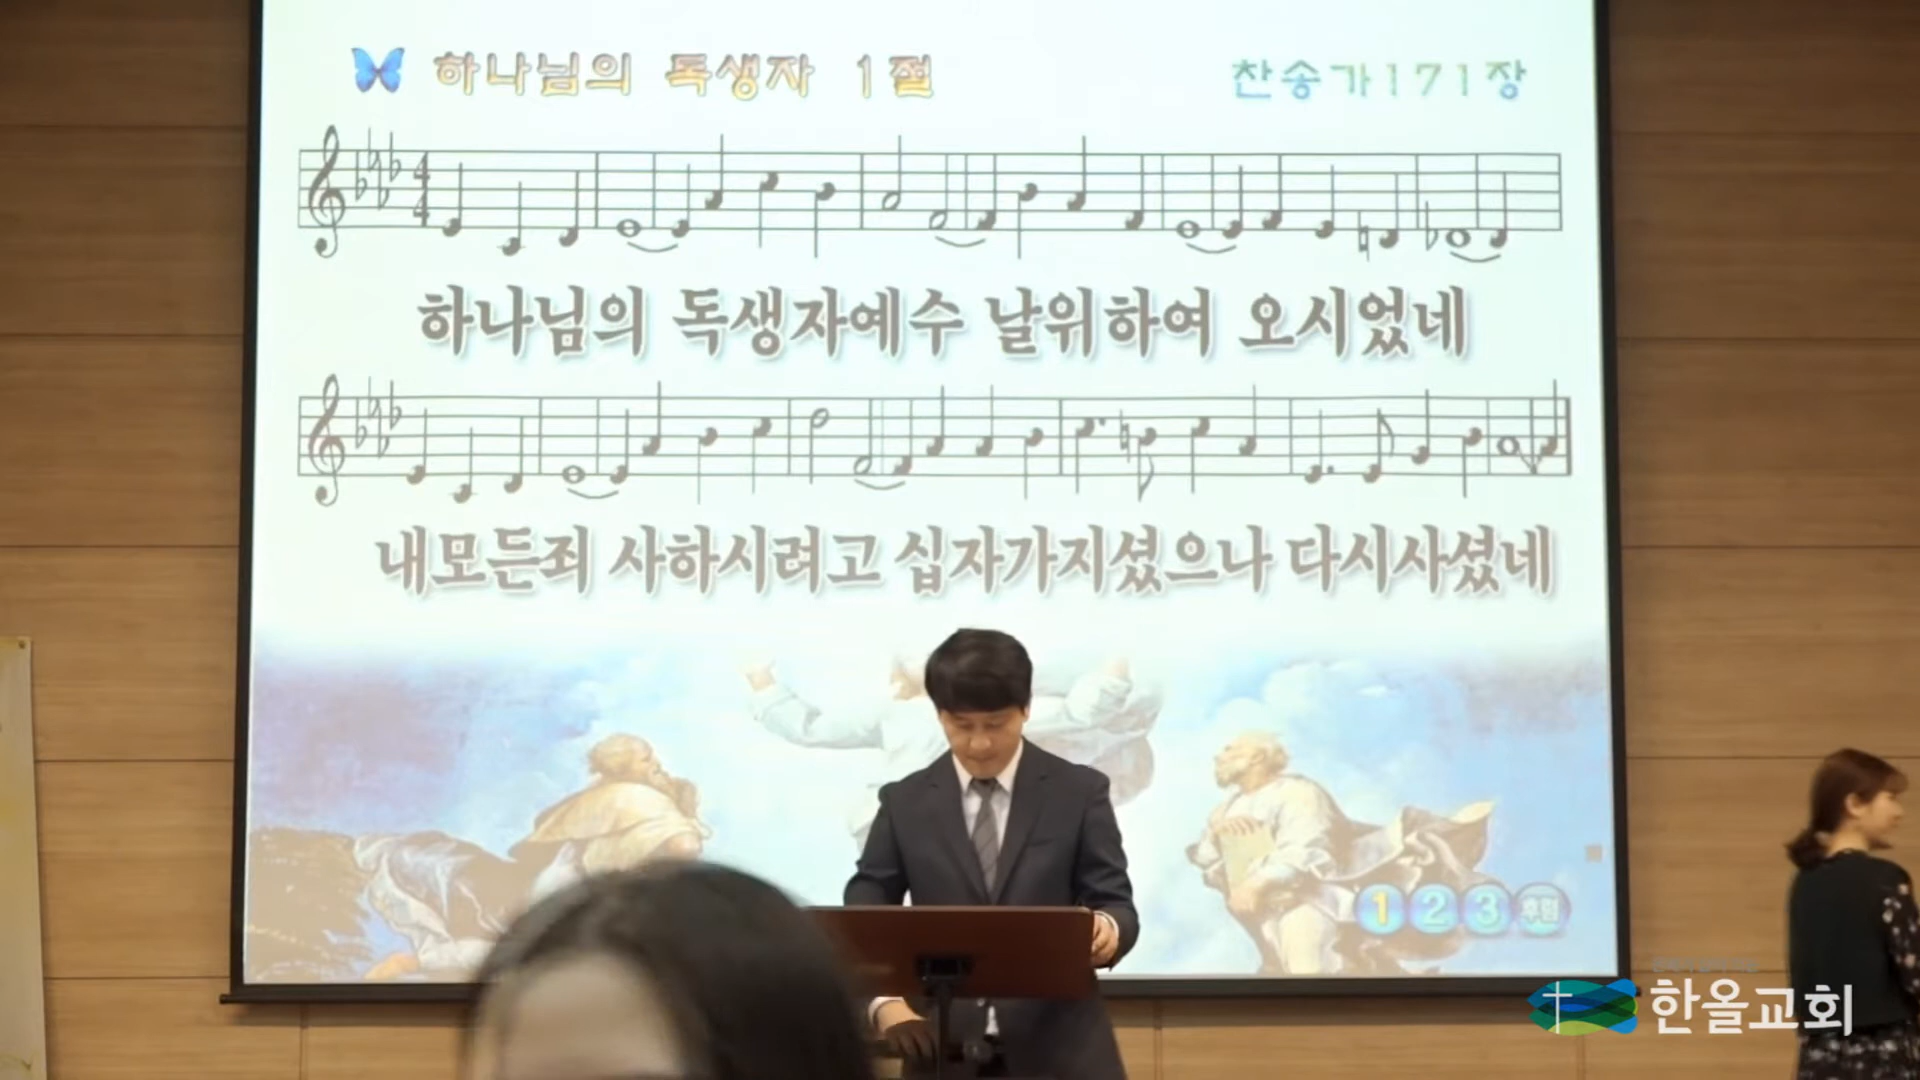 하나님의 독생자 1절
찬송가171장
4
4
하나님의 독생자예수 날위하여 오시었네
내모든죄 사하시려고 십자가지셨으나 다시사셨네
1 2 3 후렴
한올교회